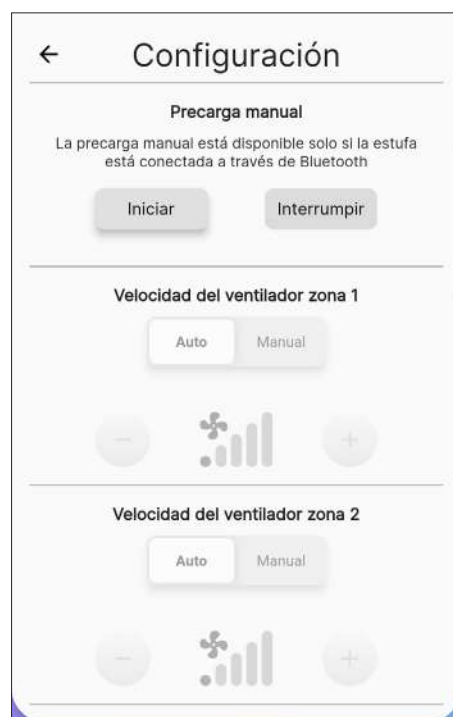 Configuración
Precarga manual
La precarga manual está disponible solo si la estufa
está conectada a través de Bluetooth
Iniciar Interrumpir
Velocidad del ventilador zona 1
Auto Manual
Velocidad del ventilador zona 2
Auto Manual